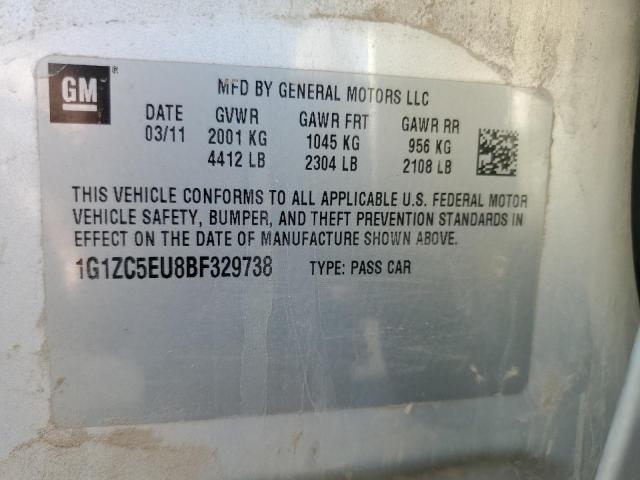 GM ®
MFD BY GENERAL MOTORS LLC
DATE GVWR GAWR FRT GAWR RR
03/11 2001 KG 1045 KG 956 KG
4412 LB 2304 LB 2108 LB
THIS VEHICLE CONFORMS TO ALL APPLICABLE U.S. FEDERAL MOTOR
VEHICLE SAFETY, BUMPER, AND THEFT PREVENTION STANDARDS IN
EFFECT ON THE DATE OF MANUFACTURE SHOWN ABOVE.
1G1ZC5EU8BF329738 TYPE: PASS CAR